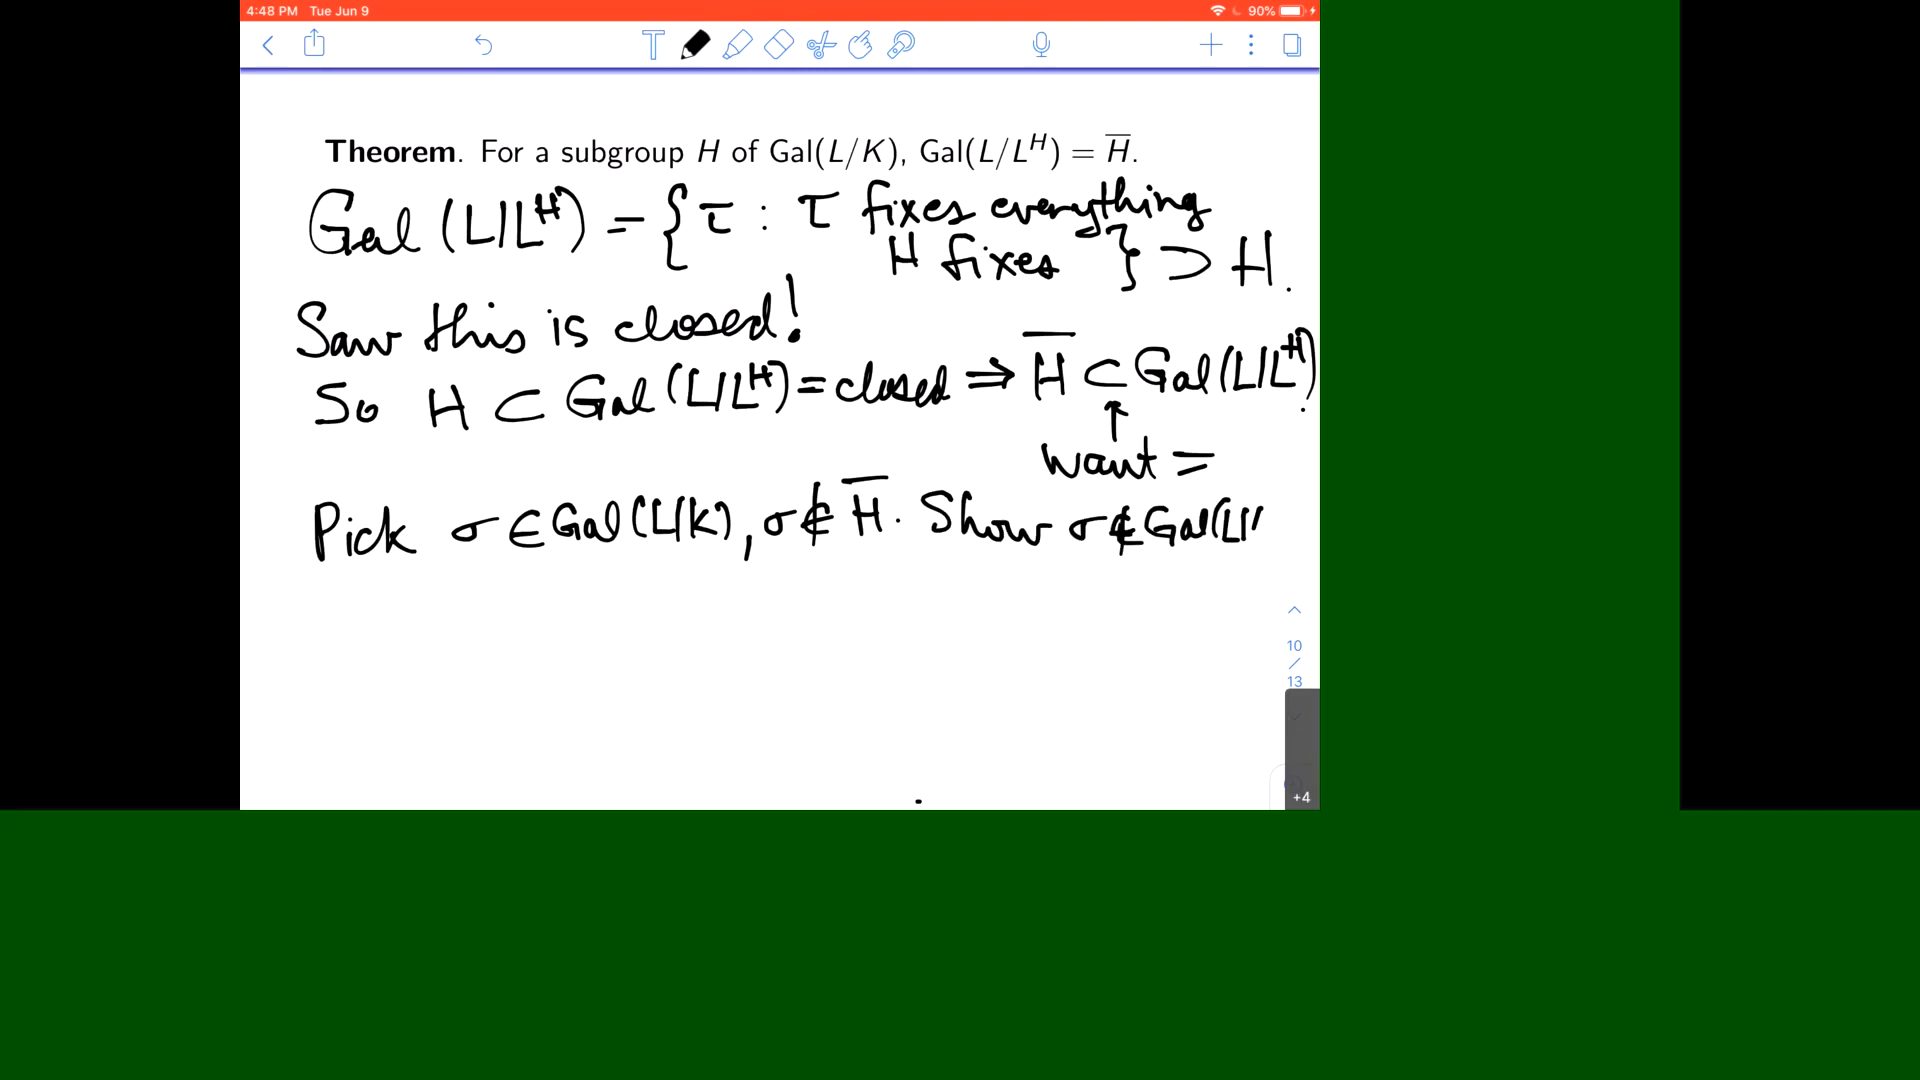 4:48 PM Tue Jun 9 90%
Theorem. For a subgroup H of Gal(L/K), Gal(L/L^H) = H̅.
Gal (L|L^H) = {τ : τ fixes everything
H fixes } ⊃ H.
Saw this is closed!
So H ⊂ Gal (L|L^H) = closed ⇒ H̅ ⊂ Gal(L|L^H).
↑
want =
Pick σ ∈ Gal(L|K), σ ∉ H̅. Show σ ∉ Gal(L|
10
/
13
+4